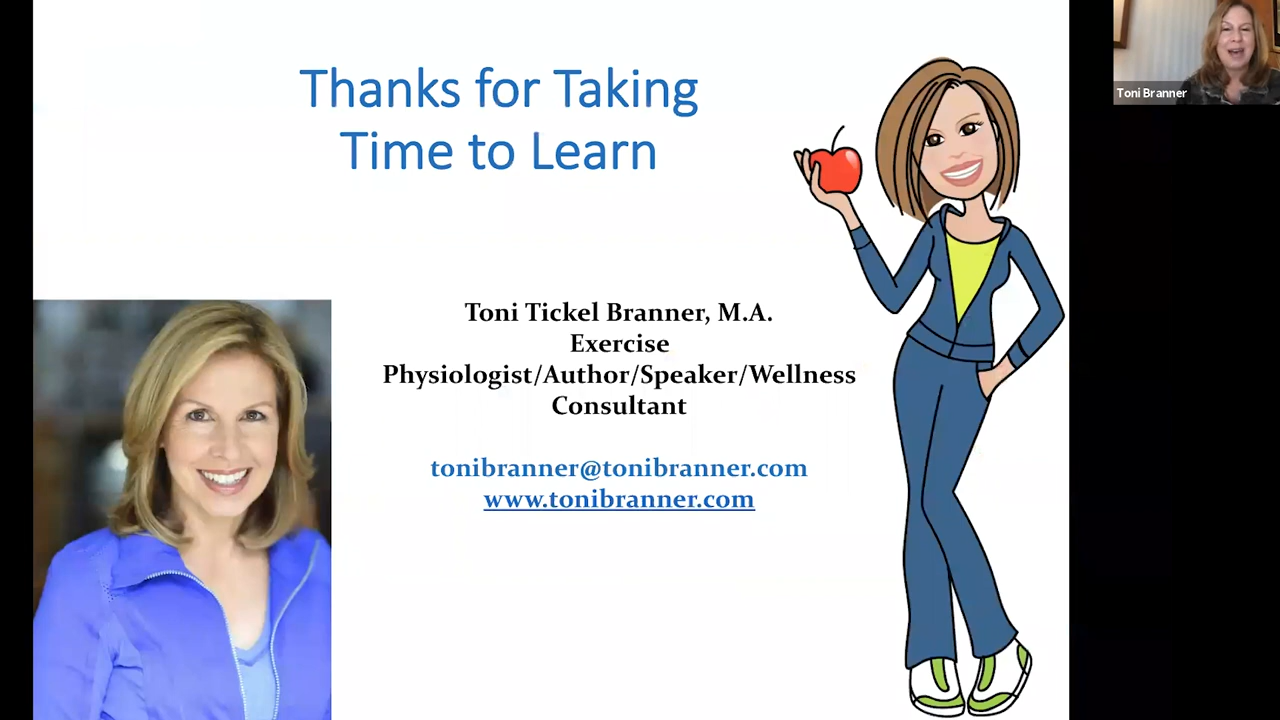 Thanks for Taking
Time to Learn
Toni Branner
Toni Tickel Branner, M.A.
Exercise
Physiologist/Author/Speaker/Wellness
Consultant
tonibranner@tonibranner.com
www.tonibranner.com